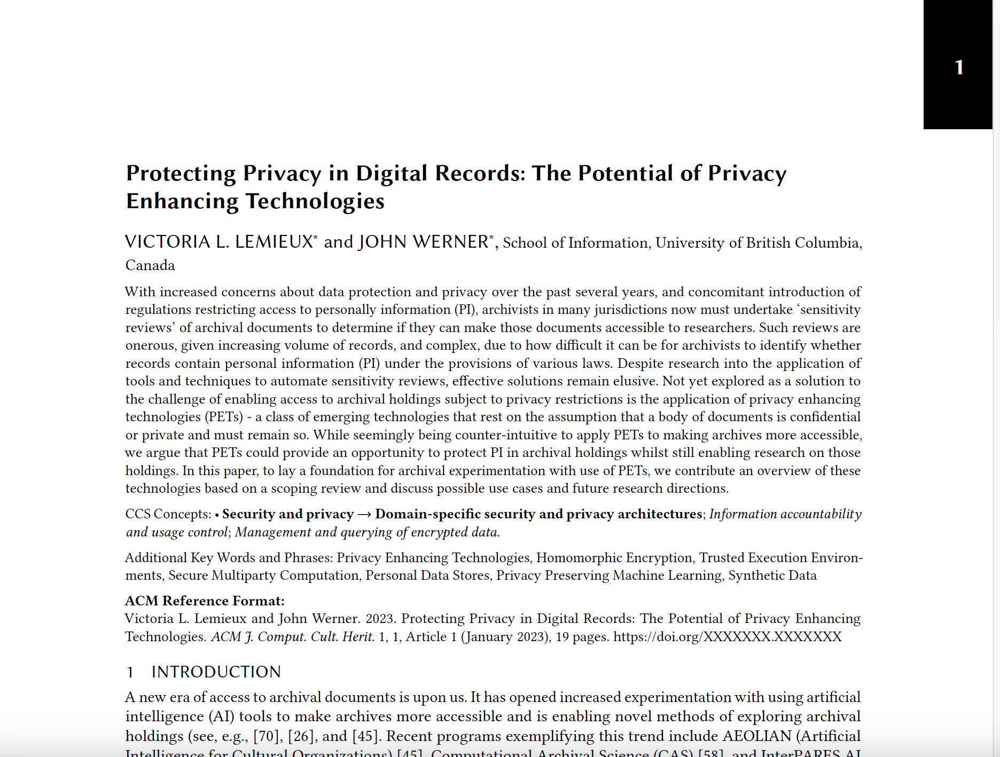 1
Protecting Privacy in Digital Records: The Potential of Privacy
Enhancing Technologies
VICTORIA L. LEMIEUX* and JOHN WERNER*, School of Information, University of British Columbia,
Canada
With increased concerns about data protection and privacy over the past several years, and concomitant introduction of
regulations restricting access to personally information (PI), archivists in many jurisdictions now must undertake ‘sensitivity
reviews’ of archival documents to determine if they can make those documents accessible to researchers. Such reviews are
onerous, given increasing volume of records, and complex, due to how difficult it can be for archivists to identify whether
records contain personal information (PI) under the provisions of various laws. Despite research into the application of
tools and techniques to automate sensitivity reviews, effective solutions remain elusive. Not yet explored as a solution to
the challenge of enabling access to archival holdings subject to privacy restrictions is the application of privacy enhancing
technologies (PETs) - a class of emerging technologies that rest on the assumption that a body of documents is confidential
or private and must remain so. While seemingly being counter-intuitive to apply PETs to making archives more accessible,
we argue that PETs could provide an opportunity to protect PI in archival holdings whilst still enabling research on those
holdings. In this paper, to lay a foundation for archival experimentation with use of PETs, we contribute an overview of these
technologies based on a scoping review and discuss possible use cases and future research directions.
CCS Concepts: • Security and privacy → Domain-specific security and privacy architectures; Information accountability
and usage control; Management and querying of encrypted data.
Additional Key Words and Phrases: Privacy Enhancing Technologies, Homomorphic Encryption, Trusted Execution Environ-
ments, Secure Multiparty Computation, Personal Data Stores, Privacy Preserving Machine Learning, Synthetic Data
ACM Reference Format:
Victoria L. Lemieux and John Werner. 2023. Protecting Privacy in Digital Records: The Potential of Privacy Enhancing
Technologies. ACM J. Comput. Cult. Herit. 1, 1, Article 1 (January 2023), 19 pages. https://doi.org/XXXXXXX.XXXXXXX
1 INTRODUCTION
A new era of access to archival documents is upon us. It has opened increased experimentation with using artificial
intelligence (AI) tools to make archives more accessible and is enabling novel methods of exploring archival
holdings (see, e.g., [70], [26], and [45]. Recent programs exemplifying this trend include AEOLIAN (Artificial
Intelligence for Cultural Organizations) [45], Computational Archival Science (CAS) [58], and InterPARES AI